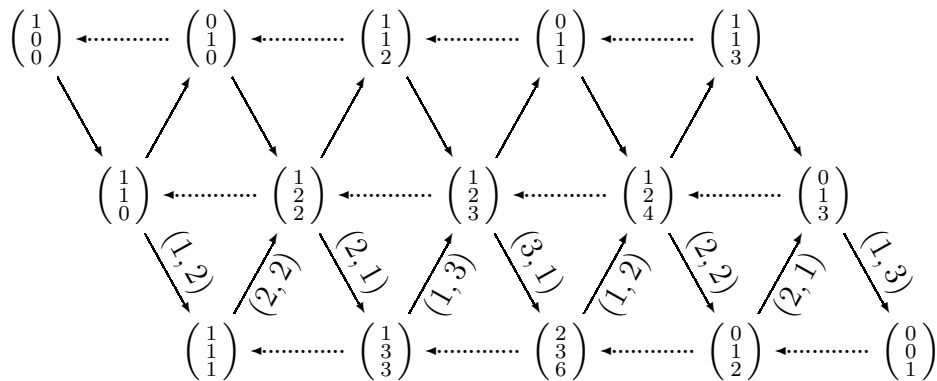 (1 0 0) (0 1 0) (1 1 2) (0 1 1) (1 1 3)
(1 1 0) (1 2 2) (1 2 3) (1 2 4) (0 1 3)
(1, 2) (2, 2) (2, 1) (1, 3) (3, 1) (1, 2) (2, 2) (2, 1) (1, 3)
(1 1 1) (1 3 3) (2 3 6) (0 1 2) (0 0 1)